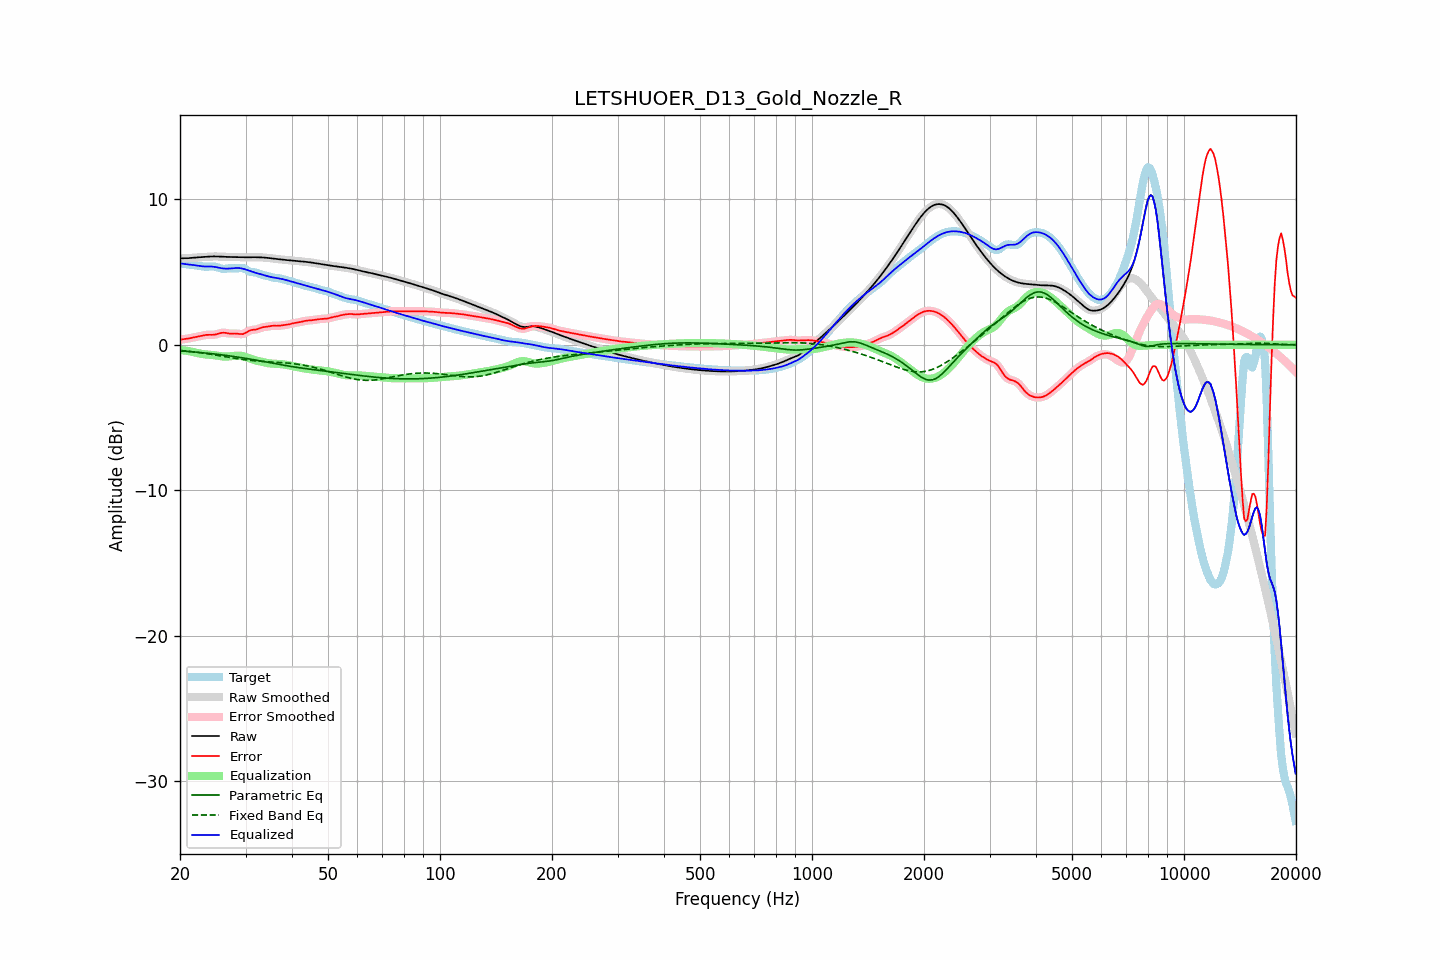 LETSHUOER_D13_Gold_Nozzle_R
Amplitude (dBr)
10
0
−10
−20
−30
Target
Raw Smoothed
Error Smoothed
Raw
Error
Equalization
Parametric Eq
Fixed Band Eq
Equalized
20 50 100 200 500 1000 2000 5000 10000 20000
Frequency (Hz)